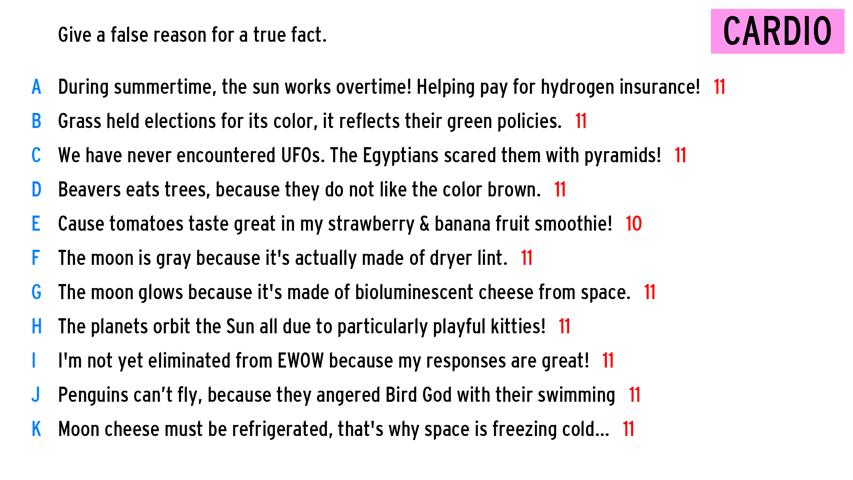 Give a false reason for a true fact.
CARDIO
A During summertime, the sun works overtime! Helping pay for hydrogen insurance! 11
B Grass held elections for its color, it reflects their green policies. 11
C We have never encountered UFOs. The Egyptians scared them with pyramids! 11
D Beavers eats trees, because they do not like the color brown. 11
E Cause tomatoes taste great in my strawberry & banana fruit smoothie! 10
F The moon is gray because it's actually made of dryer lint. 11
G The moon glows because it's made of bioluminescent cheese from space. 11
H The planets orbit the Sun all due to particularly playful kitties! 11
I I'm not yet eliminated from EWOW because my responses are great! 11
J Penguins can’t fly, because they angered Bird God with their swimming 11
K Moon cheese must be refrigerated, that's why space is freezing cold... 11